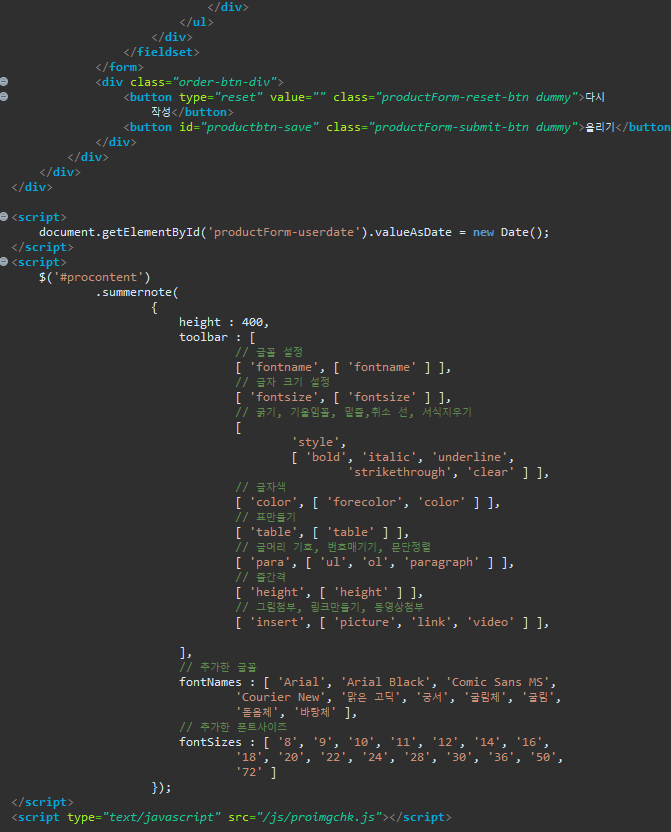 </div>
</ul>
</div>
</fieldset>
</form>
<div class="order-btn-div">
<button type="reset" value="" class="productForm-reset-btn dummy">다시
작성</button>
<button id="productbtn-save" class="productForm-submit-btn dummy">올리기</button
</div>
</div>
</div>
</div>
<script>
document.getElementById('productForm-userdate').valueAsDate = new Date();
</script>
<script>
$('#procontent')
.summernote(
{
height : 400,
toolbar : [
// 글꼴 설정
[ 'fontname', [ 'fontname' ] ],
// 글자 크기 설정
[ 'fontsize', [ 'fontsize' ] ],
// 굵기, 기울임꼴, 밑줄,취소 선, 서식지우기
[
'style',
[ 'bold', 'italic', 'underline',
'strikethrough', 'clear' ] ],
// 글자색
[ 'color', [ 'forecolor', 'color' ] ],
// 표만들기
[ 'table', [ 'table' ] ],
// 글머리 기호, 번호매기기, 문단정렬
[ 'para', [ 'ul', 'ol', 'paragraph' ] ],
// 줄간격
[ 'height', [ 'height' ] ],
// 그림첨부, 링크만들기, 동영상첨부
[ 'insert', [ 'picture', 'link', 'video' ] ],
],
// 추가한 글꼴
fontNames : [ 'Arial', 'Arial Black', 'Comic Sans MS',
'Courier New', '맑은 고딕', '궁서', '굴림체', '굴림',
'돋움체', '바탕체' ],
// 추가한 폰트사이즈
fontSizes : [ '8', '9', '10', '11', '12', '14', '16',
'18', '20', '22', '24', '28', '30', '36', '50',
'72' ]
});
</script>
<script type="text/javascript" src="/js/proimgchk.js"></script>